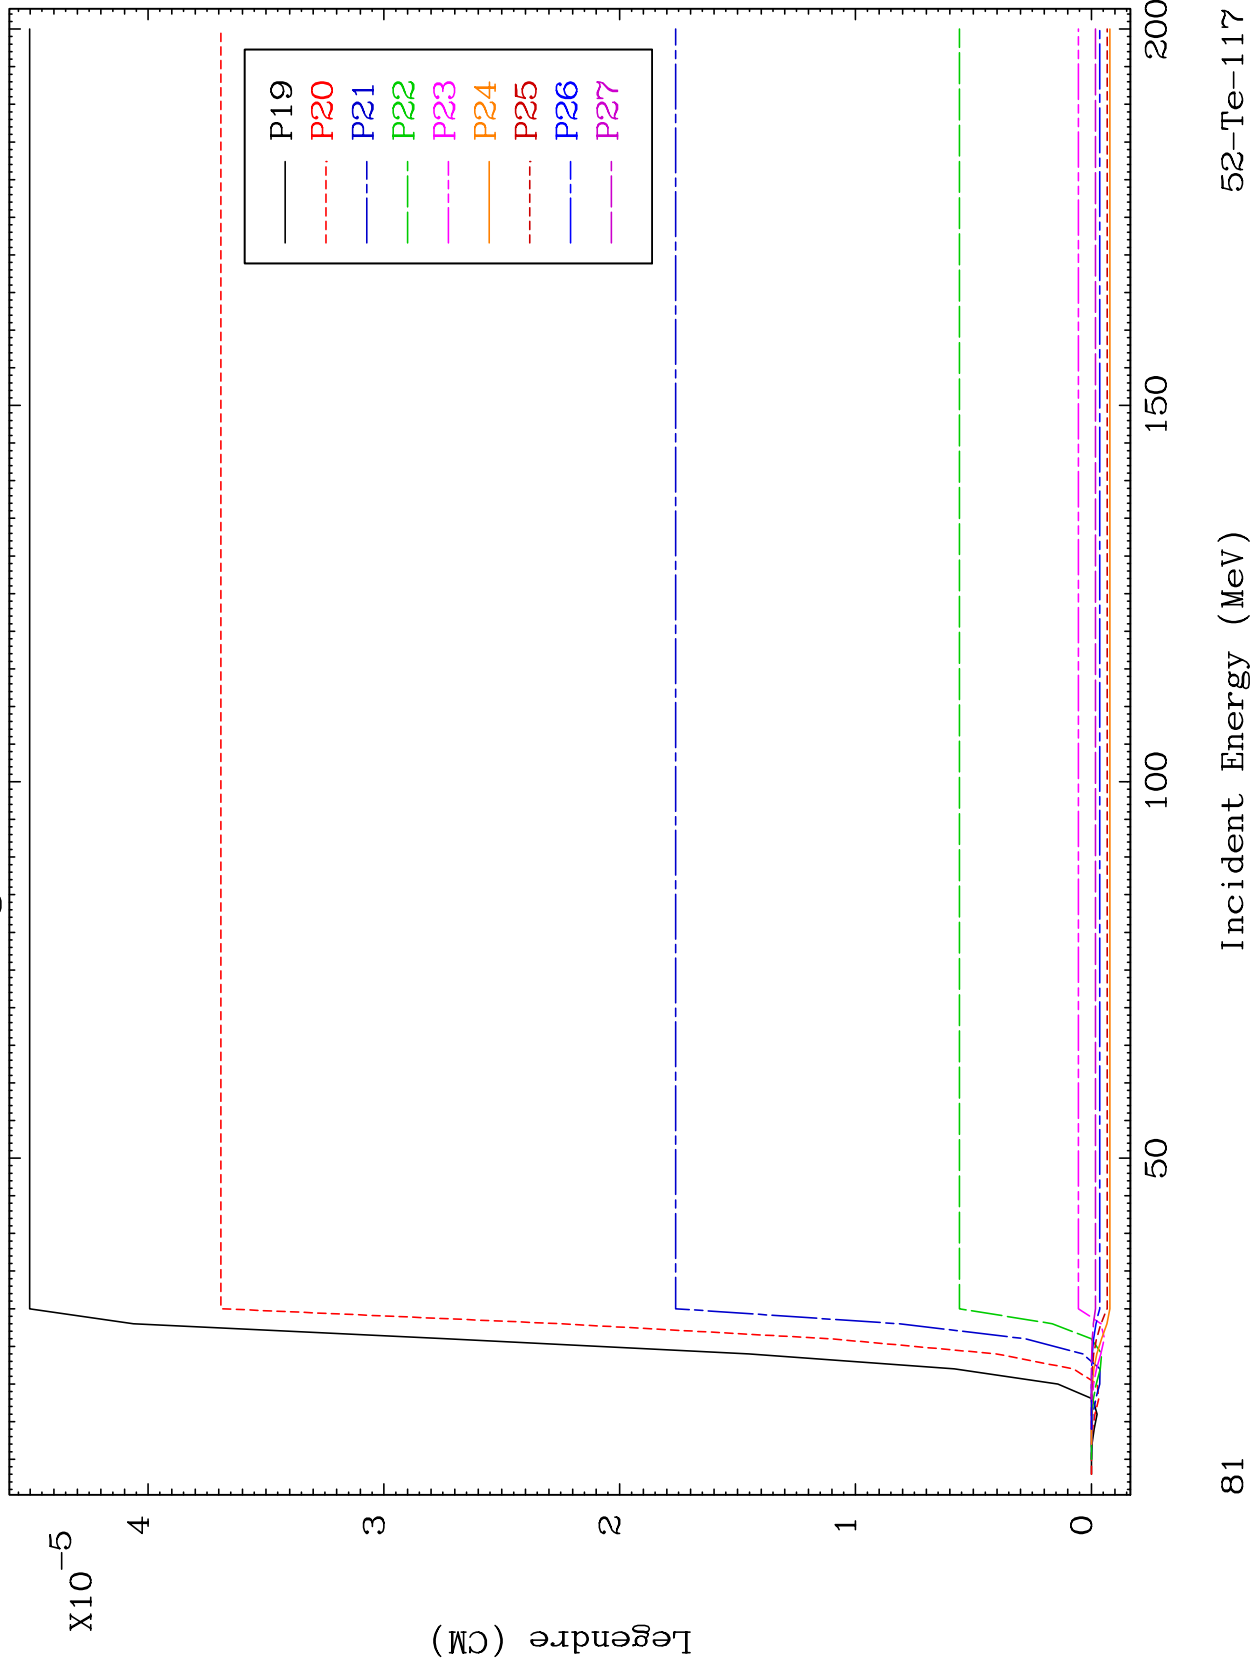 X10-5
4
3
2
1
0
Legendre (CM)
P19
P20
P21
P22
P23
P24
P25
P26
P27
50
100
150
200
Incident Energy (MeV)
81
52-Te-117